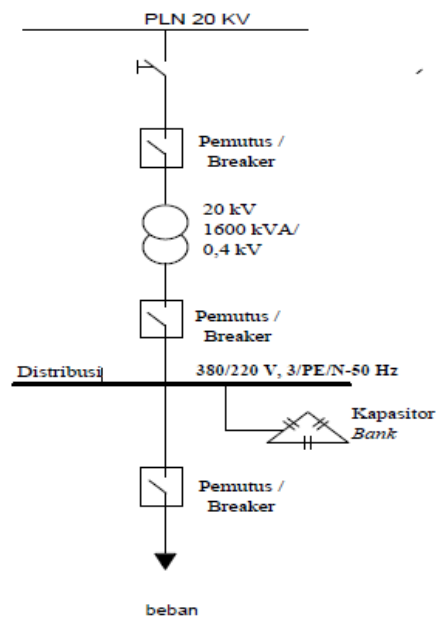 PLN 20 KV
Pemutus /
Breaker
20 kV
1600 kVA/
0,4 kV
Pemutus /
Breaker
Distribusi
380/220 V, 3/PE/N-50 Hz
Kapasitor
Bank
Pemutus /
Breaker
beban